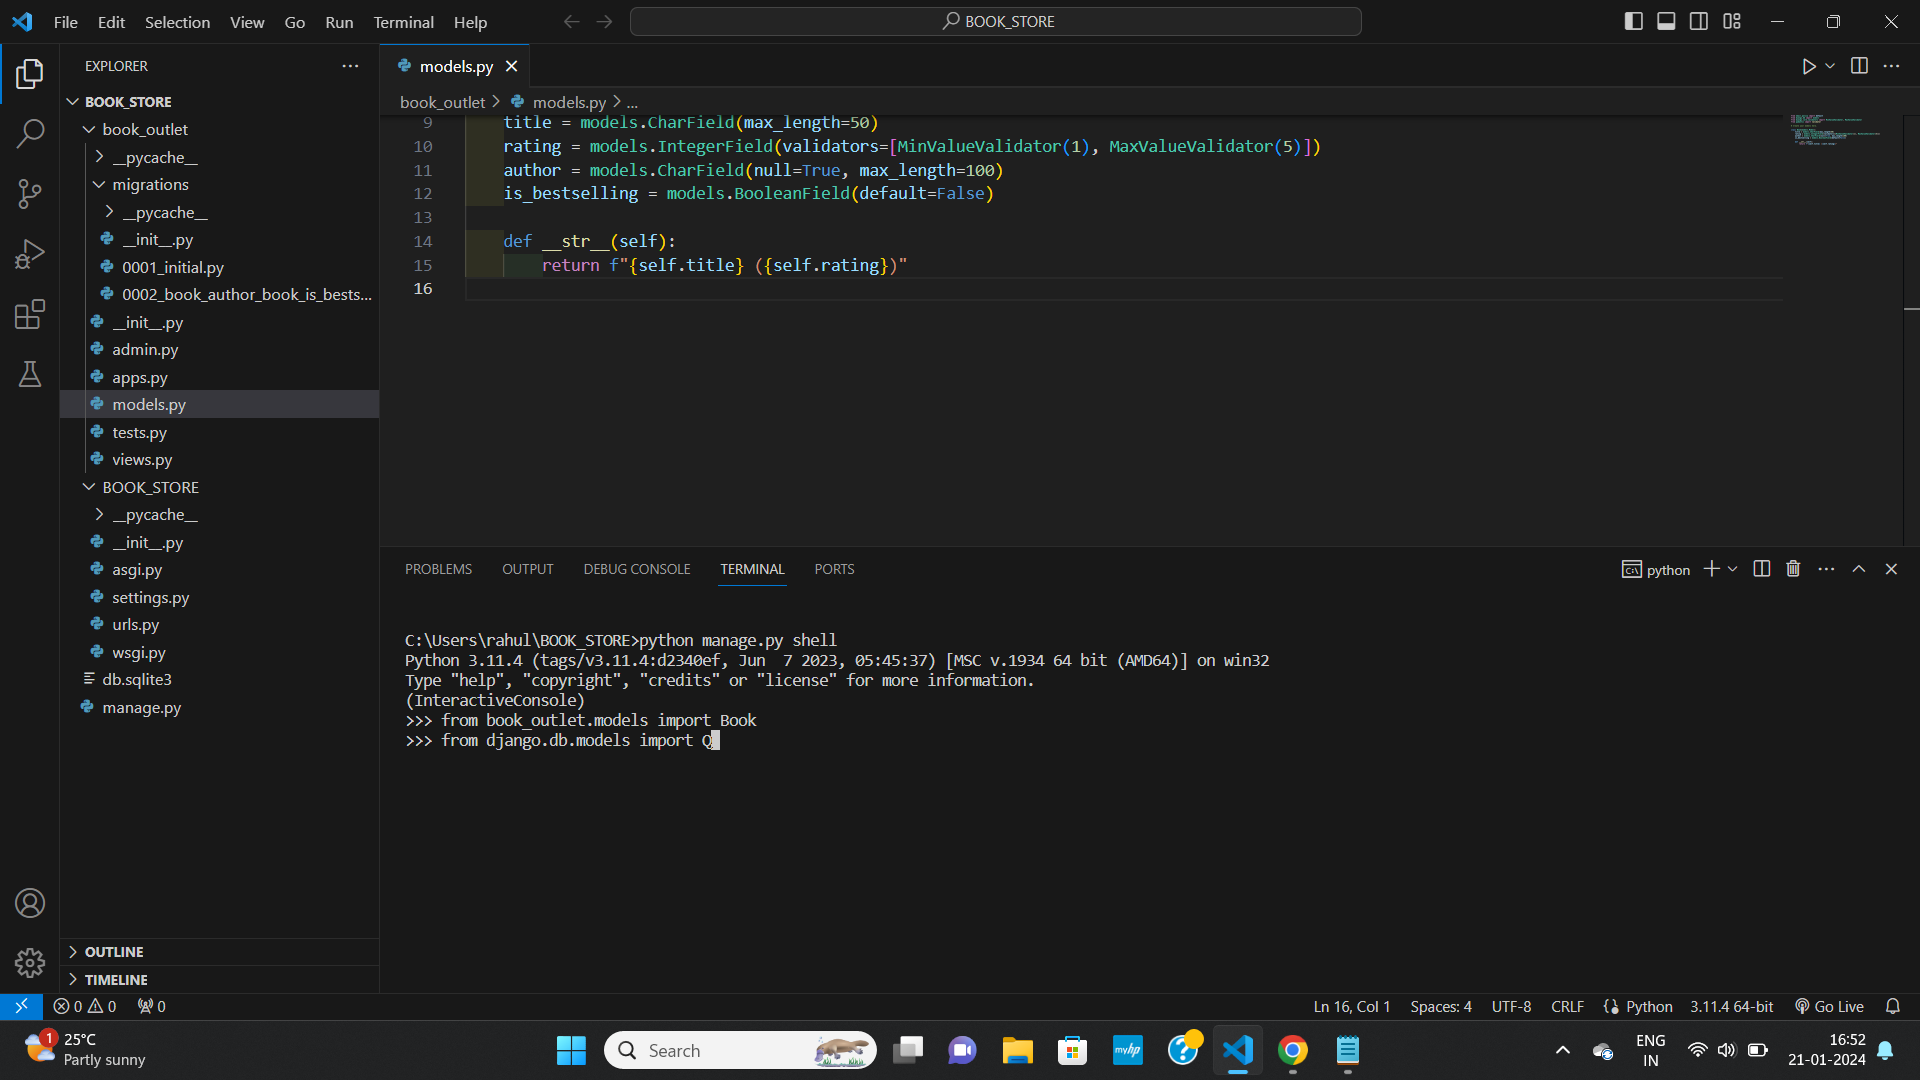 File Edit Selection View Go Run Terminal Help
BOOK_STORE
EXPLORER
BOOK_STORE
book_outlet
__pycache__
migrations
__pycache__
__init__.py
0001_initial.py
0002_book_author_book_is_bests...
__init__.py
admin.py
apps.py
models.py
tests.py
views.py
BOOK_STORE
__pycache__
__init__.py
asgi.py
settings.py
urls.py
wsgi.py
db.sqlite3
manage.py
OUTLINE
TIMELINE
models.py
book_outlet > models.py > ...
9 title = models.CharField(max_length=50)
10 rating = models.IntegerField(validators=[MinValueValidator(1), MaxValueValidator(5)])
11 author = models.CharField(null=True, max_length=100)
12 is_bestselling = models.BooleanField(default=False)
13
14 def __str__(self):
15 return f"{self.title} ({self.rating})"
16
PROBLEMS OUTPUT DEBUG CONSOLE TERMINAL PORTS
python
C:\Users\rahul\BOOK_STORE>python manage.py shell
Python 3.11.4 (tags/v3.11.4:d2340ef, Jun  7 2023, 05:45:37) [MSC v.1934 64 bit (AMD64)] on win32
Type "help", "copyright", "credits" or "license" for more information.
(InteractiveConsole)
>>> from book_outlet.models import Book
>>> from django.db.models import Q
0 0 0
Ln 16, Col 1 Spaces: 4 UTF-8 CRLF Python 3.11.4 64-bit Go Live
1
25°C
Partly sunny
Search
myhp
ENG
IN
16:52
21-01-2024